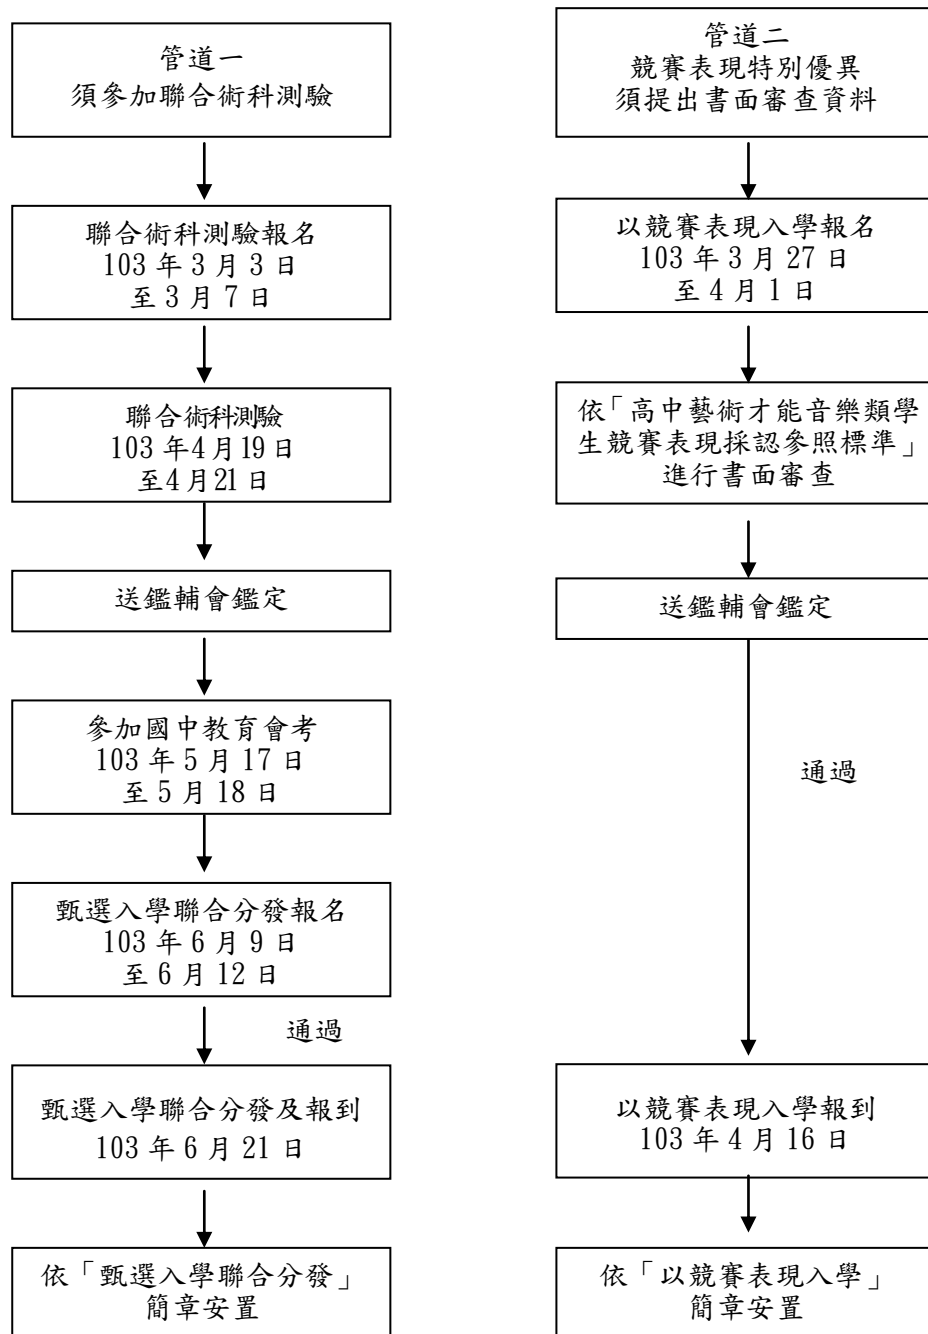 管道一
須參加聯合術科測驗
聯合術科測驗報名
103 年 3 月 3 日
至 3 月 7 日
聯合術科測驗
103 年4月19日
至4月21日
送鑑輔會鑑定
參加國中教育會考
103 年 5 月 17 日
至 5 月 18 日
甄選入學聯合分發報名
103 年 6 月 9 日
至 6 月 12 日
通過
甄選入學聯合分發及報到
103 年 6 月 21 日
依「甄選入學聯合分發」
簡章安置
管道二
競賽表現特別優異
須提出書面審查資料
以競賽表現入學報名
103 年 3 月 27 日
至 4 月 1 日
依「高中藝術才能音樂類學
生競賽表現採認參照標準」
進行書面審查
送鑑輔會鑑定
通過
以競賽表現入學報到
103 年 4 月 16 日
依「以競賽表現入學」
簡章安置